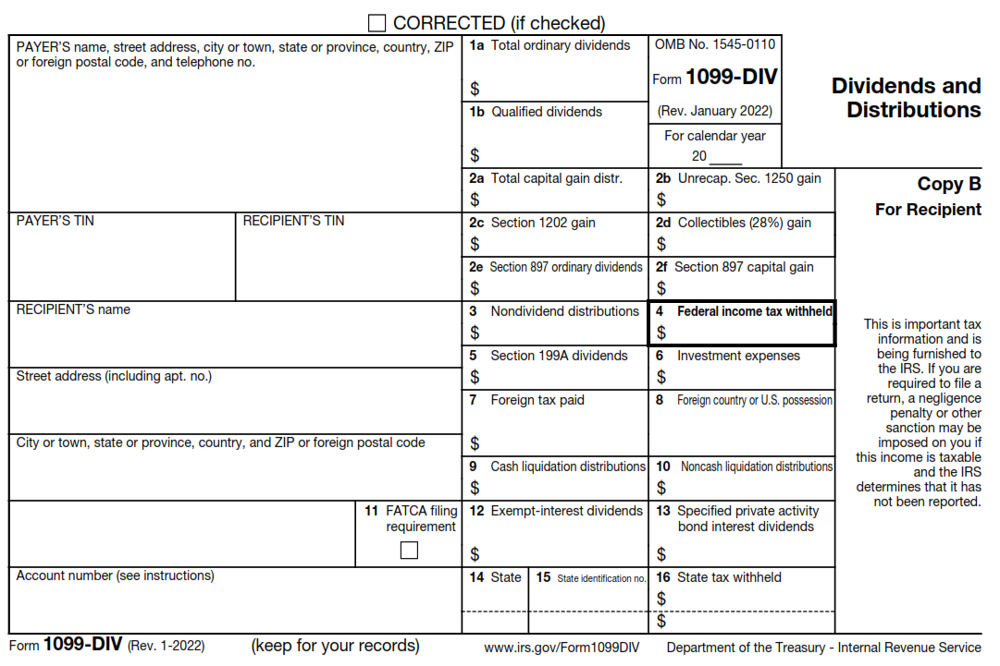 CORRECTED (if checked)
PAYER’S name, street address, city or town, state or province, country, ZIP
or foreign postal code, and telephone no.
1a Total ordinary dividends
$
1b Qualified dividends
$
OMB No. 1545-0110
Form 1099-DIV
(Rev. January 2022)
For calendar year
20 ____
Dividends and
Distributions
2a Total capital gain distr.
$
2b Unrecap. Sec. 1250 gain
$
Copy B
For Recipient
PAYER’S TIN
RECIPIENT’S TIN
2c Section 1202 gain
$
2d Collectibles (28%) gain
$
2e Section 897 ordinary dividends
$
2f Section 897 capital gain
$
RECIPIENT’S name
3 Nondividend distributions
$
4 Federal income tax withheld
$
This is important tax
information and is
being furnished to
the IRS. If you are
required to file a
return, a negligence
penalty or other
sanction may be
imposed on you if
this income is taxable
and the IRS
determines that it has
not been reported.
5 Section 199A dividends
$
6 Investment expenses
$
Street address (including apt. no.)
7 Foreign tax paid
$
8 Foreign country or U.S. possession
City or town, state or province, country, and ZIP or foreign postal code
9 Cash liquidation distributions
$
10 Noncash liquidation distributions
$
11 FATCA filing
requirement
12 Exempt-interest dividends
$
13 Specified private activity
bond interest dividends
$
Account number (see instructions)
14 State
15 State identification no.
16 State tax withheld
$
$
Form 1099-DIV (Rev. 1-2022)
(keep for your records)
www.irs.gov/Form1099DIV
Department of the Treasury - Internal Revenue Service